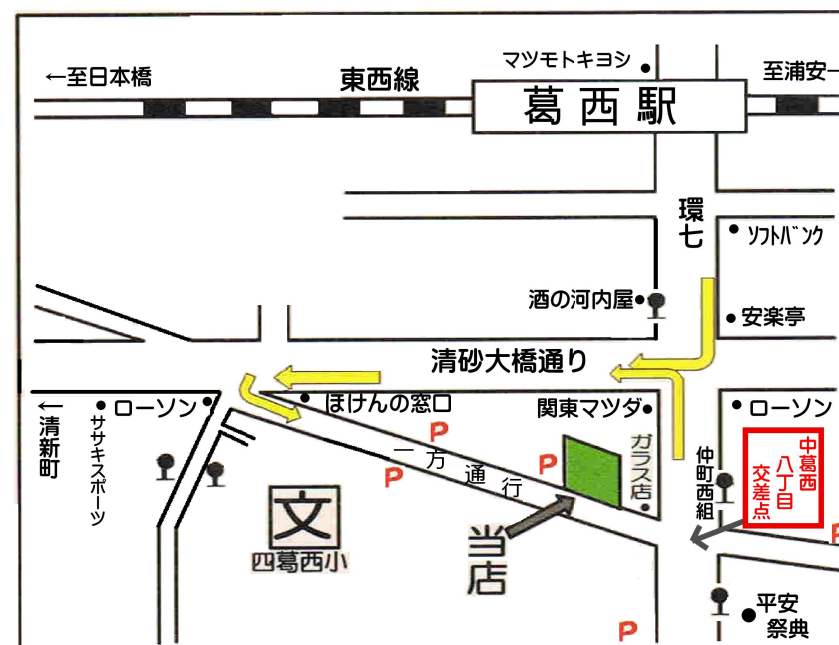 マツモトキヨシ
←至日本橋
東西線
至浦安→
葛西駅
環七
ソフトバンク
酒の河内屋
安楽亭
清砂大橋通り
ほけんの窓口
関東マツダ
ローソン
ローソン
←清新町
ササキスポーツ
P
P
P
一方通行
ガラス店
仲町西組
中葛西
八丁目
交差点
P
文
四葛西小
当店
平安
祭典
P